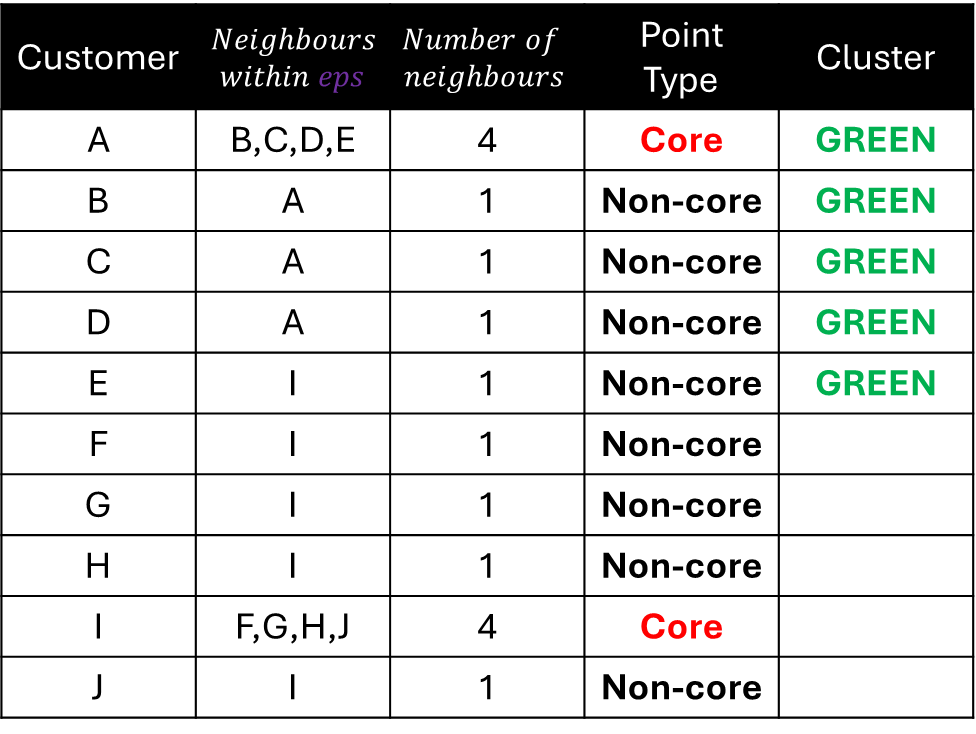 Customer Neighbours within eps Number of neighbours Point Type Cluster
A B,C,D,E 4 Core GREEN
B A 1 Non-core GREEN
C A 1 Non-core GREEN
D A 1 Non-core GREEN
E I 1 Non-core GREEN
F I 1 Non-core
G I 1 Non-core
H I 1 Non-core
I F,G,H,J 4 Core
J I 1 Non-core